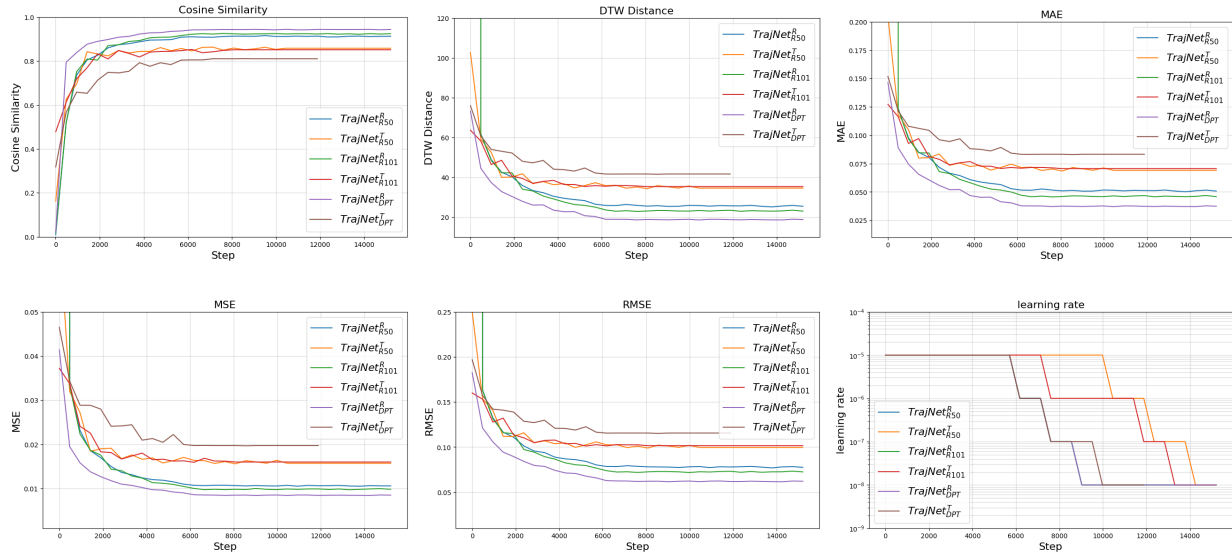 Cosine Similarity
Cosine Similarity
1.0
0.8
0.6
0.4
0.2
0.0
0 2000 4000 6000 8000 10000 12000 14000
Step
TrajNet^R_R50
TrajNet^T_R50
TrajNet^R_R101
TrajNet^T_R101
TrajNet^R_DPT
TrajNet^T_DPT
DTW Distance
DTW Distance
120
100
80
60
40
20
0 2000 4000 6000 8000 10000 12000 14000
Step
TrajNet^R_R50
TrajNet^T_R50
TrajNet^R_R101
TrajNet^T_R101
TrajNet^R_DPT
TrajNet^T_DPT
MAE
MAE
0.200
0.175
0.150
0.125
0.100
0.075
0.050
0.025
0 2000 4000 6000 8000 10000 12000 14000
Step
TrajNet^R_R50
TrajNet^T_R50
TrajNet^R_R101
TrajNet^T_R101
TrajNet^R_DPT
TrajNet^T_DPT
MSE
MSE
0.05
0.04
0.03
0.02
0.01
0 2000 4000 6000 8000 10000 12000 14000
Step
TrajNet^R_R50
TrajNet^T_R50
TrajNet^R_R101
TrajNet^T_R101
TrajNet^R_DPT
TrajNet^T_DPT
RMSE
RMSE
0.25
0.20
0.15
0.10
0.05
0 2000 4000 6000 8000 10000 12000 14000
Step
TrajNet^R_R50
TrajNet^T_R50
TrajNet^R_R101
TrajNet^T_R101
TrajNet^R_DPT
TrajNet^T_DPT
learning rate
learning rate
10^-4
10^-5
10^-6
10^-7
10^-8
10^-9
0 2000 4000 6000 8000 10000 12000 14000
Step
TrajNet^R_R50
TrajNet^T_R50
TrajNet^R_R101
TrajNet^T_R101
TrajNet^R_DPT
TrajNet^T_DPT